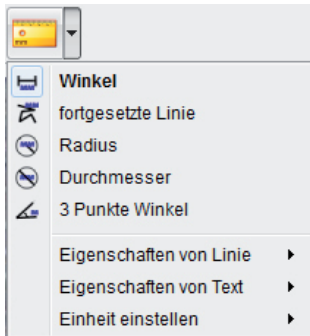 Winkel
fortgesetzte Linie
Radius
Durchmesser
3 Punkte Winkel
Eigenschaften von Linie
Eigenschaften von Text
Einheit einstellen